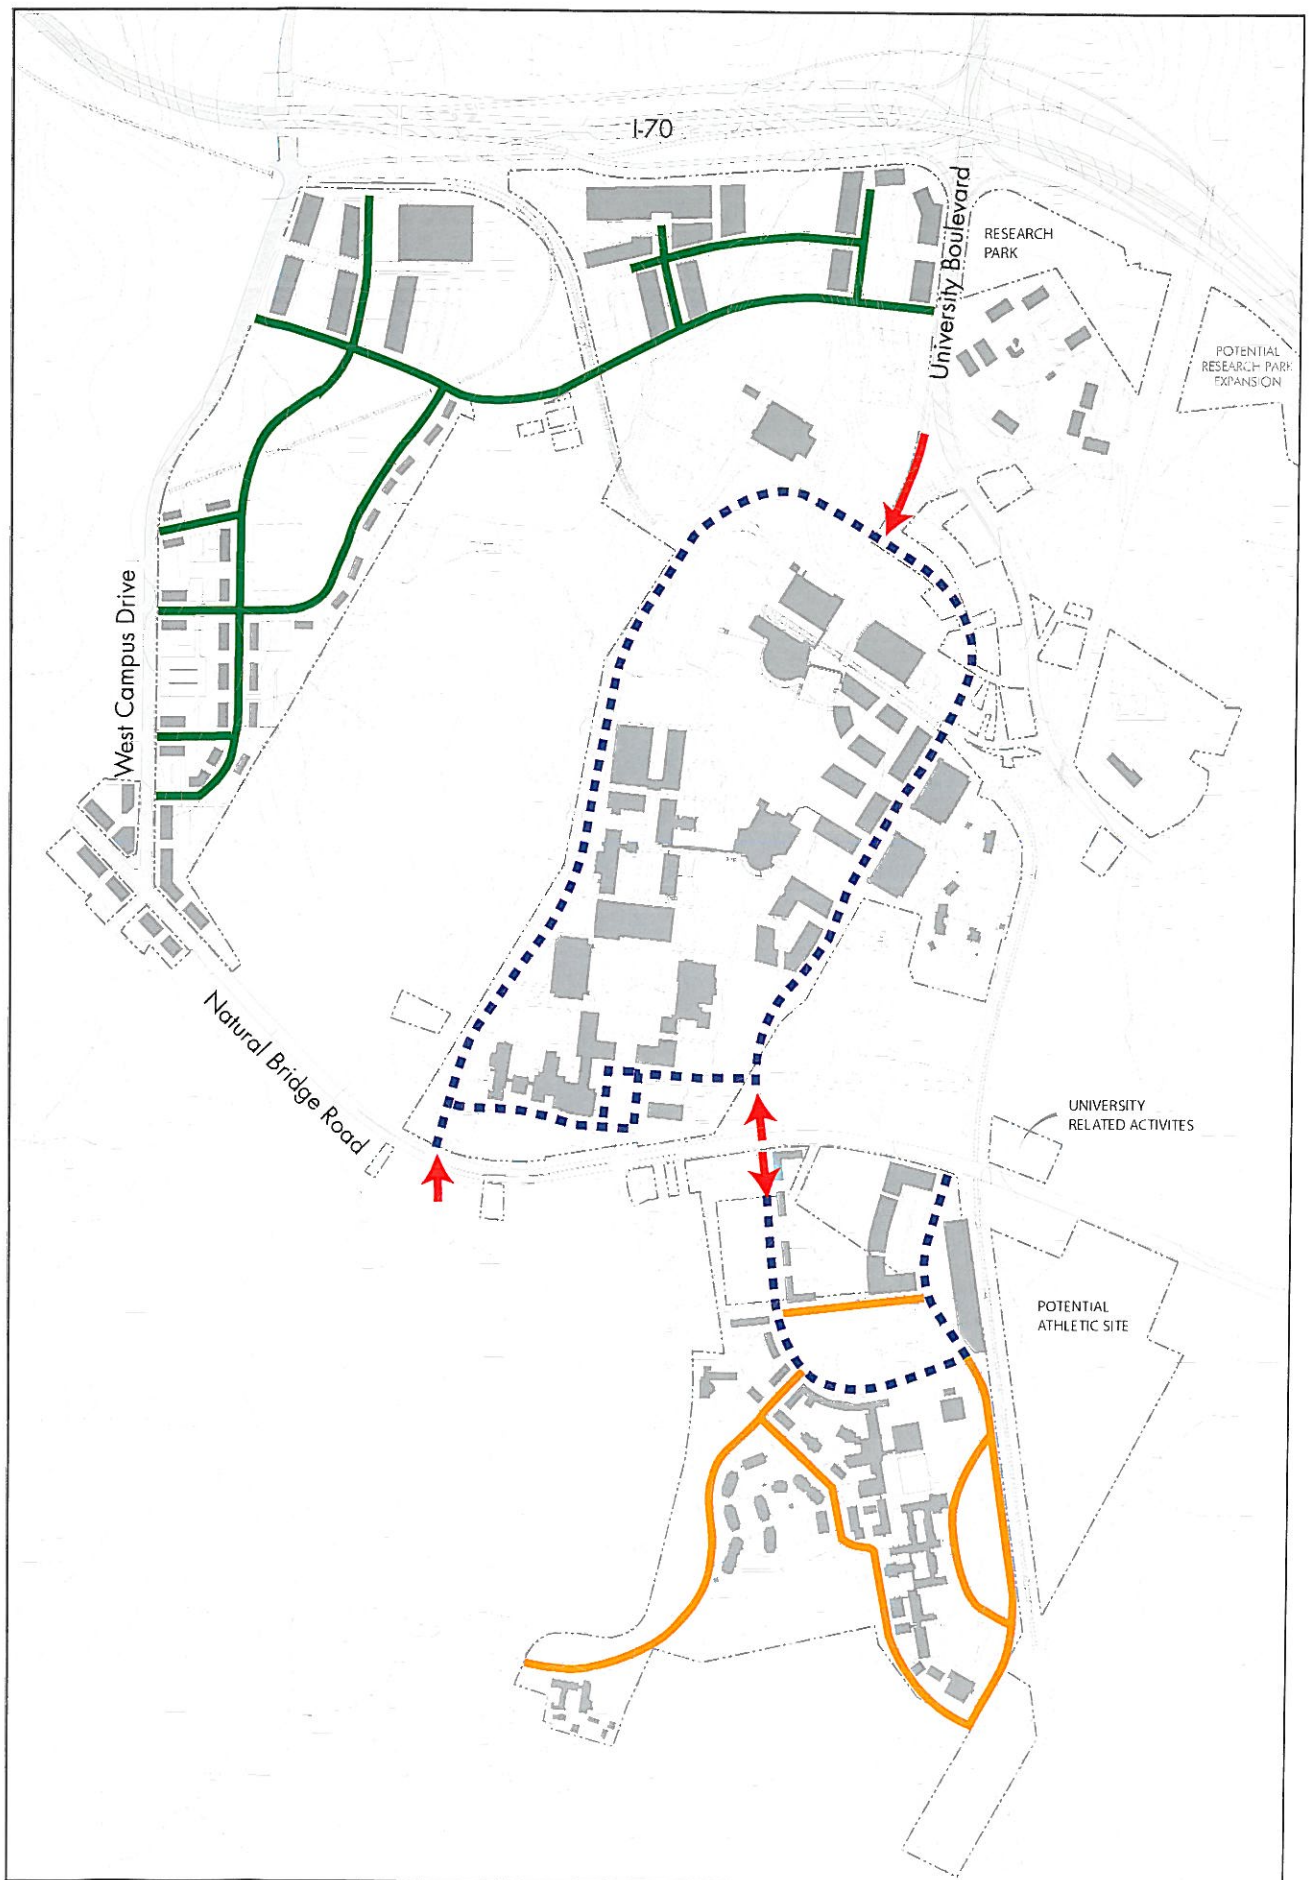 I-70
University Boulevard
RESEARCH
PARK
POTENTIAL
RESEARCH PARK
EXPANSION
West Campus Drive
Natural Bridge Road
UNIVERSITY
RELATED ACTIVITES
POTENTIAL
ATHLETIC SITE